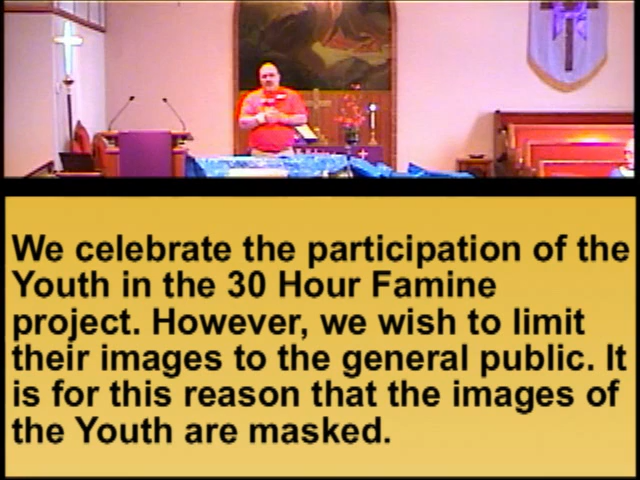 We celebrate the participation of the
Youth in the 30 Hour Famine
project. However, we wish to limit
their images to the general public. It
is for this reason that the images of
the Youth are masked.